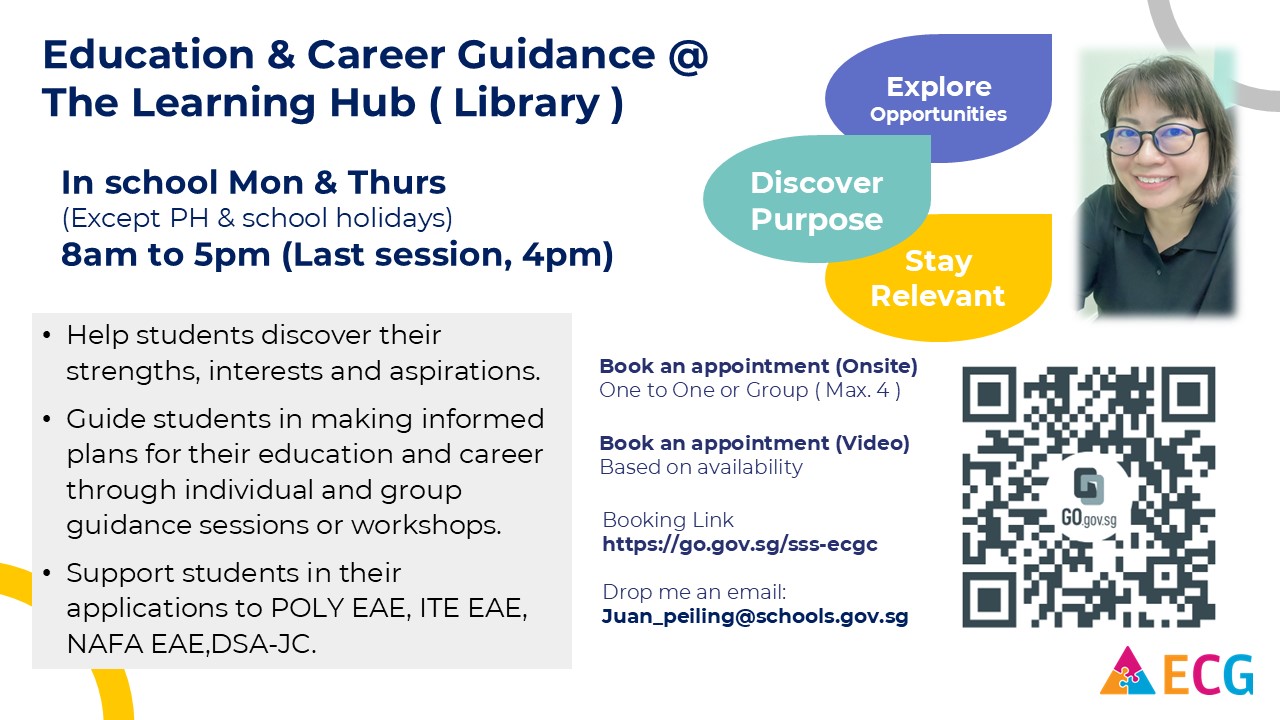 Education & Career Guidance @
The Learning Hub ( Library )
In school Mon & Thurs
(Except PH & school holidays)
8am to 5pm (Last session, 4pm)
Explore
Opportunities
Discover
Purpose
Stay
Relevant
• Help students discover their
strengths, interests and aspirations.
• Guide students in making informed
plans for their education and career
through individual and group
guidance sessions or workshops.
• Support students in their
applications to POLY EAE, ITE EAE,
NAFA EAE,DSA-JC.
Book an appointment (Onsite)
One to One or Group ( Max. 4 )
Book an appointment (Video)
Based on availability
Booking Link
https://go.gov.sg/sss-ecgc
Drop me an email:
Juan_peiling@schools.gov.sg
GO.gov.sg
ECG